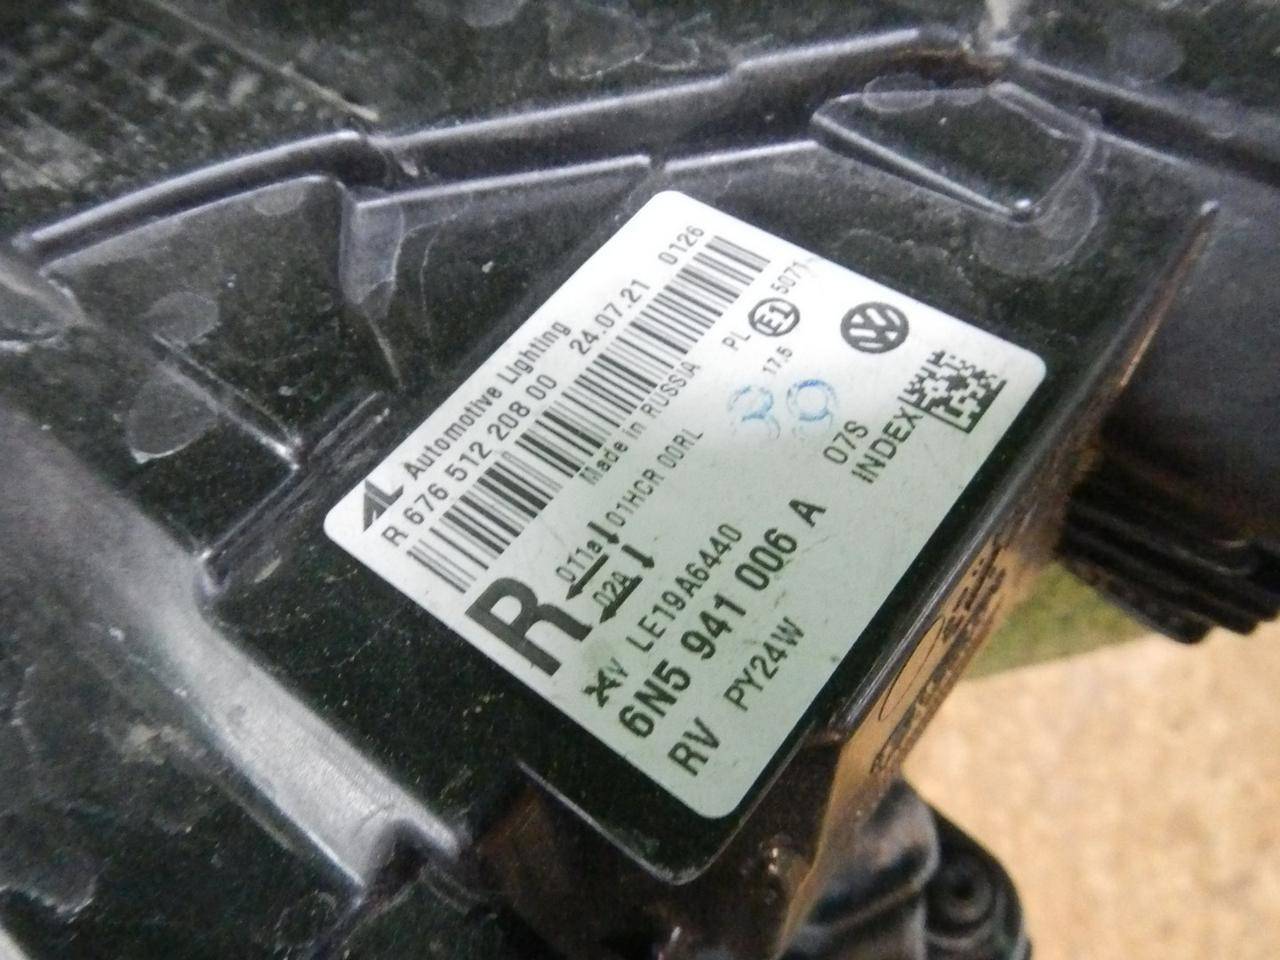 AL Automotive Lighting
R 676 512 208 00 24.07.21 0126
Made in RUSSIA
PL E1 5071
17.5
R
01HCR 00RL
02A
LE19A6440
6N5 941 006 A
RV PY24W
07S
INDEX